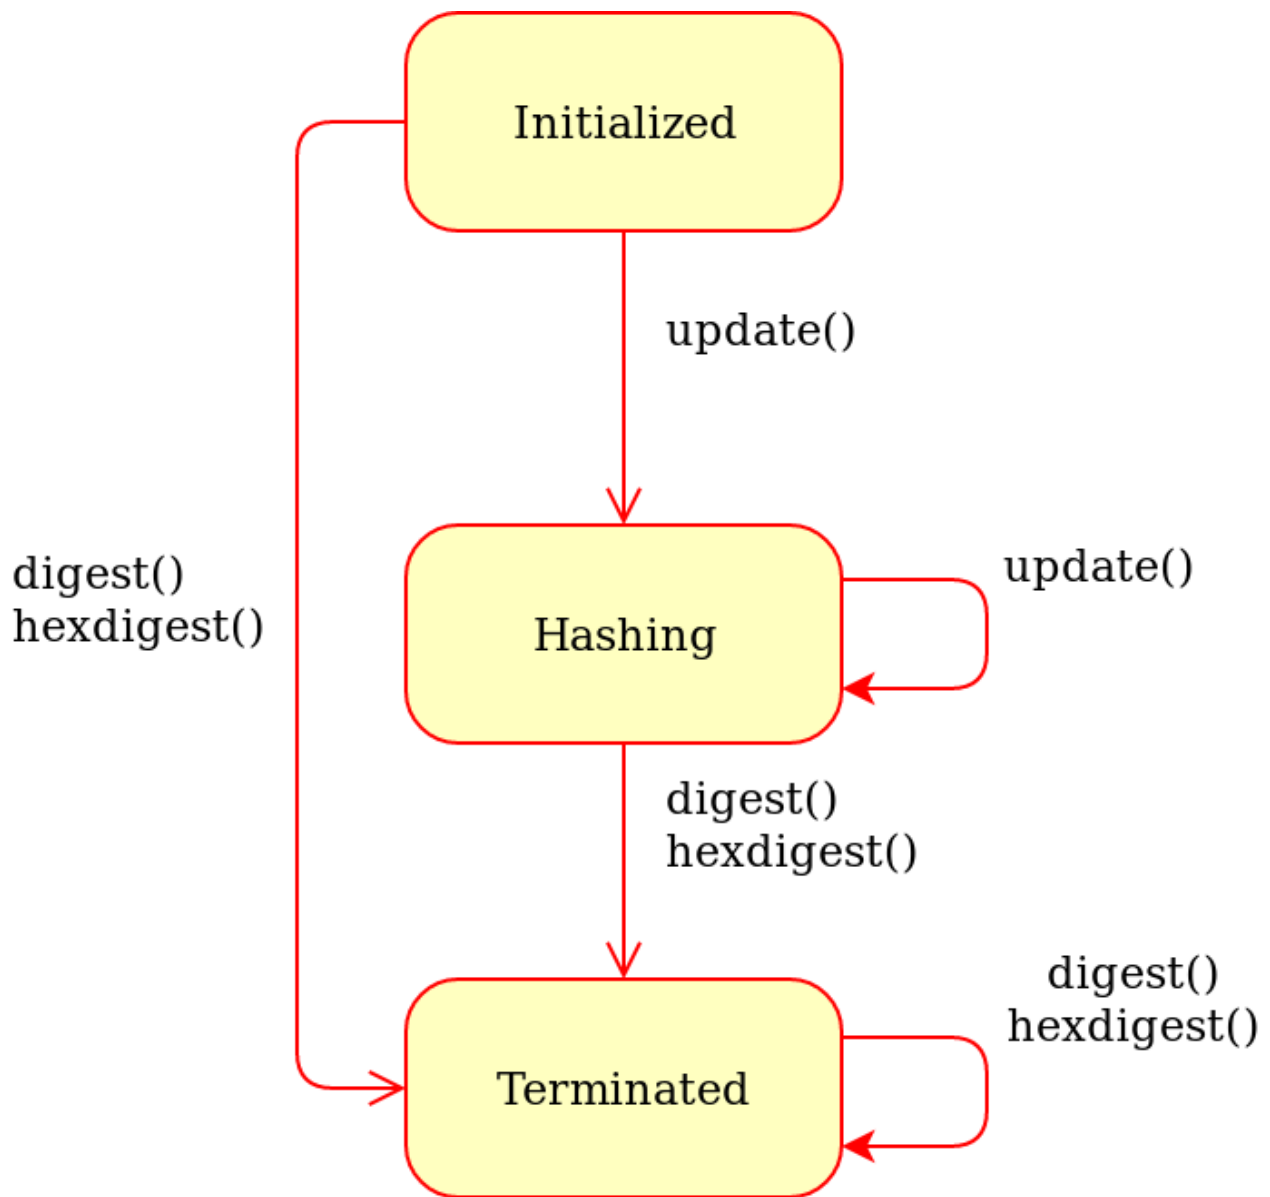 Initialized
update()
digest()
hexdigest()
Hashing
update()
digest()
hexdigest()
Terminated
digest()
hexdigest()